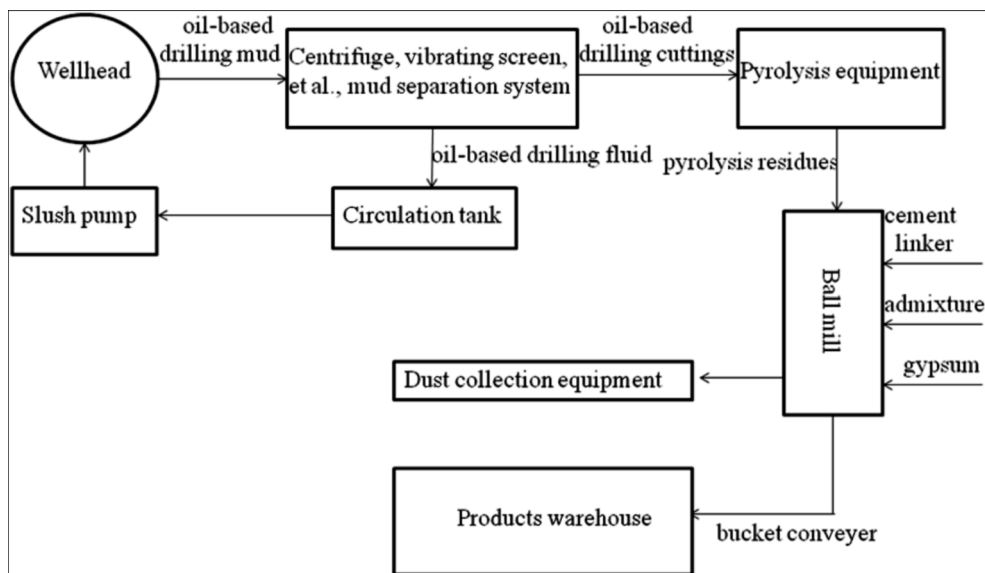 oil-based
drilling mud
Wellhead
Centrifuge, vibrating screen,
et al., mud separation system
oil-based
drilling cuttings
Pyrolysis equipment
oil-based drilling fluid
pyrolysis residues
Slush pump
Circulation tank
cement
linker
admixture
gypsum
Ball mill
Dust collection equipment
Products warehouse
bucket conveyer